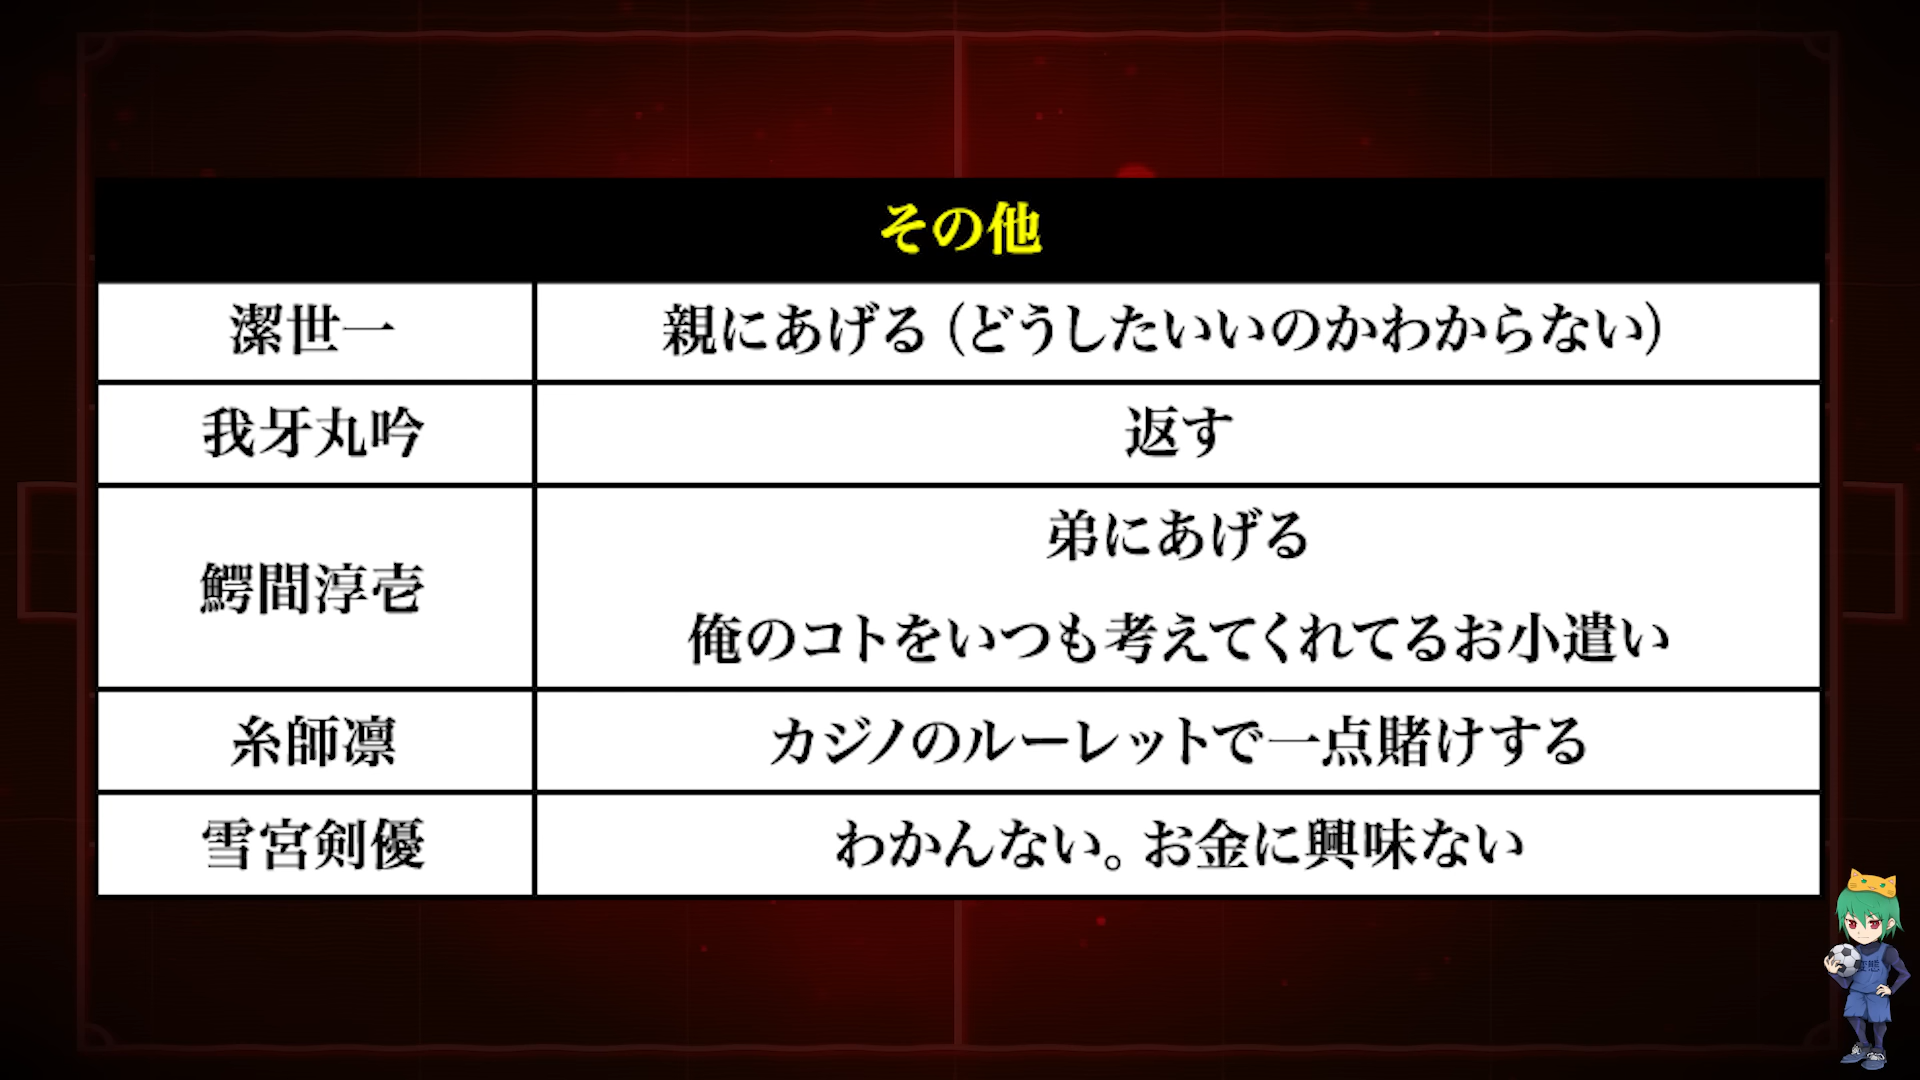 その他
潔世一
親にあげる（どうしたいいのかわからない）
我牙丸吟
返す
鰐間淳壱
弟にあげる
俺のコトをいつも考えてくれてるお小遣い
糸師凛
カジノのルーレットで一点賭けする
雪宮剣優
わかんない。お金に興味ない
変態